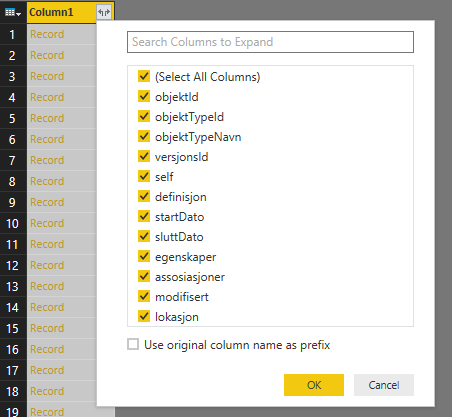 Column1
Search Columns to Expand
1 Record
2 Record
3 Record
4 Record
5 Record
6 Record
7 Record
8 Record
9 Record
10 Record
11 Record
12 Record
13 Record
14 Record
15 Record
16 Record
17 Record
18 Record
19 Record
(Select All Columns)
objektId
objektTypeId
objektTypeNavn
versjonsId
self
definisjon
startDato
sluttDato
egenskaper
assosiasjoner
modifisert
lokasjon
Use original column name as prefix
OK Cancel